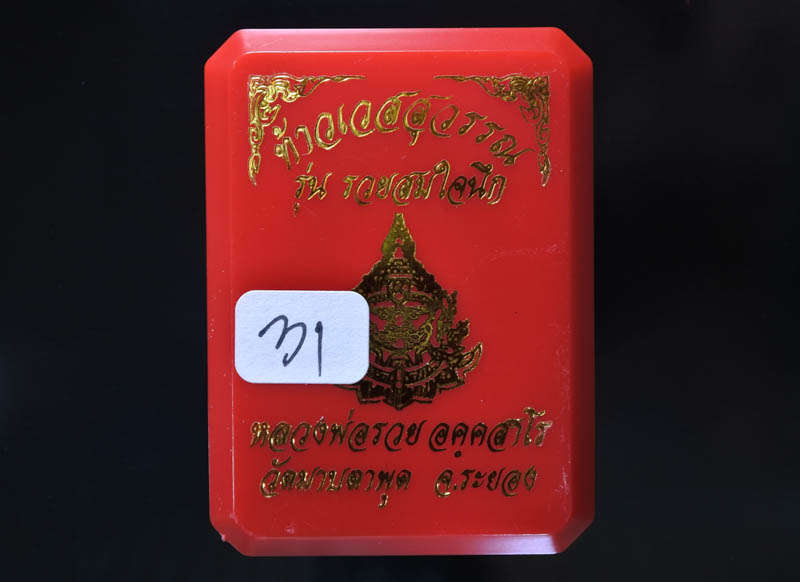 ท้าวเวสสุวรรณ
รุ่น รวยสมใจนึก
หลวงพ่อรวย อคฺคสาโร
วัดมาบตาพุด จ.ระยอง